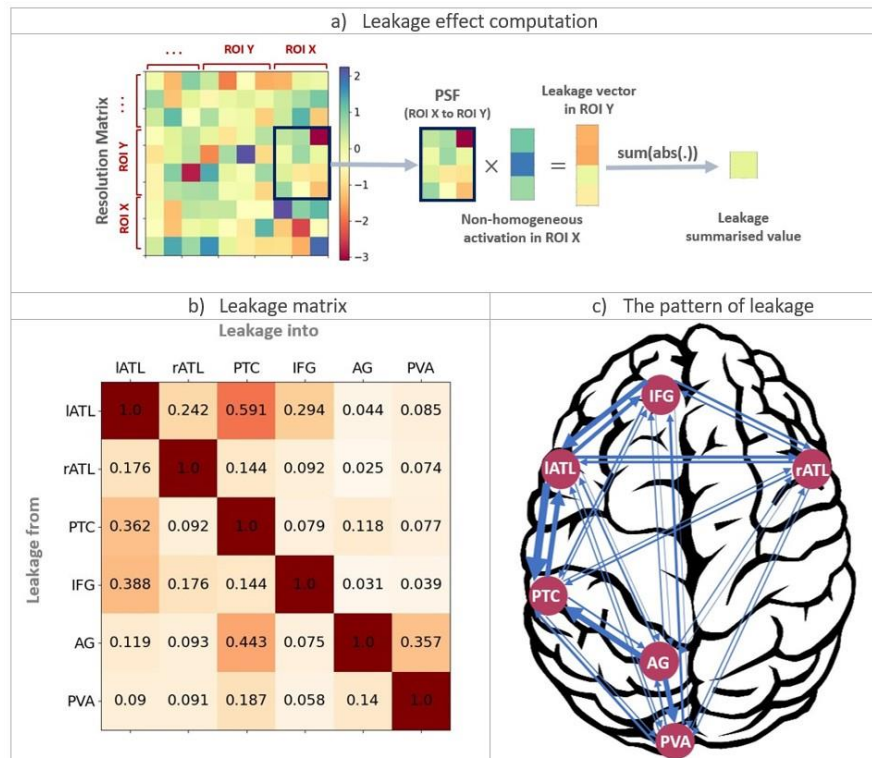 a) Leakage effect computation
. . . ROI Y ROI X
Resolution Matrix
. . .
ROI Y
ROI X
2
1
0
−1
−2
−3
PSF
(ROI X to ROI Y)
×
=
Leakage vector
in ROI Y
sum(abs(.))
Non-homogeneous
activation in ROI X
Leakage
summarised value
b) Leakage matrix
Leakage into
lATL rATL PTC IFG AG PVA
Leakage from
lATL 1.0 0.242 0.591 0.294 0.044 0.085
rATL 0.176 1.0 0.144 0.092 0.025 0.074
PTC 0.362 0.092 1.0 0.079 0.118 0.077
IFG 0.388 0.176 0.144 1.0 0.031 0.039
AG 0.119 0.093 0.443 0.075 1.0 0.357
PVA 0.09 0.091 0.187 0.058 0.14 1.0
c) The pattern of leakage
IFG
lATL
rATL
PTC
AG
PVA